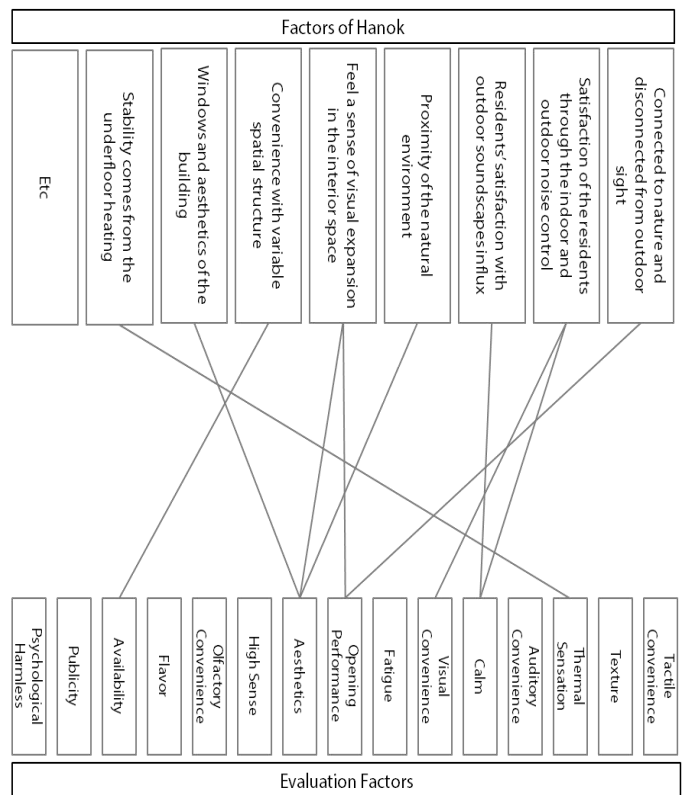 Factors of Hanok
Etc
Stability comes from the
underfloor heating
Windows and aesthetics of the
building
Convenience with variable
spatial structure
Feel a sense of visual expansion
in the interior space
Proximity of the natural
environment
Residents' satisfaction with
outdoor soundscapes influx
Satisfaction of the residents
through the indoor and
outdoor noise control
Connected to nature and
disconnected from outdoor
sight
Psychological
Harmless
Publicity
Availability
Flavor
Olfactory
Convenience
High Sense
Aesthetics
Opening
Performance
Fatigue
Visual
Convenience
Calm
Auditory
Convenience
Thermal
Sensation
Texture
Tactile
Convenience
Evaluation Factors